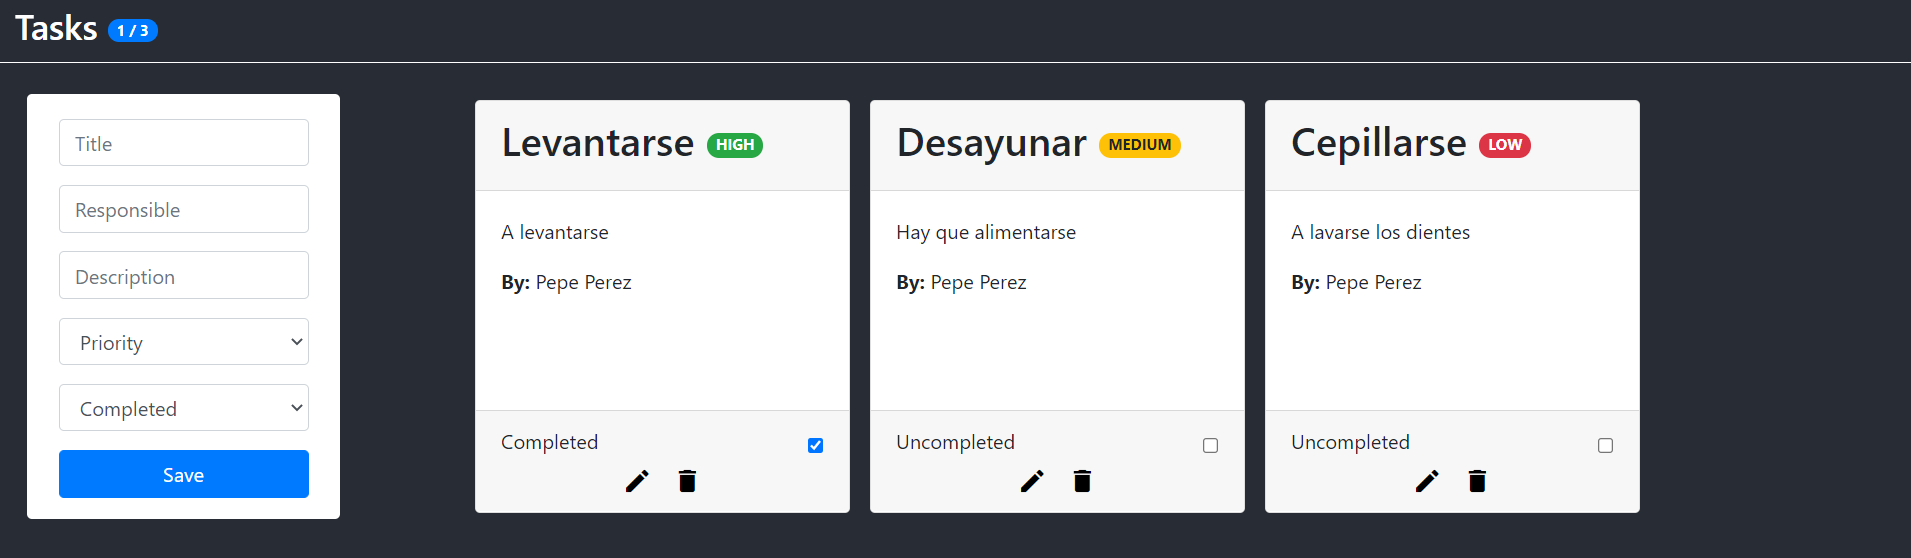 Tasks 1 / 3
Title
Responsible
Description
Priority
Completed
Save
Levantarse HIGH
A levantarse
By: Pepe Perez
Completed
Desayunar MEDIUM
Hay que alimentarse
By: Pepe Perez
Uncompleted
Cepillarse LOW
A lavarse los dientes
By: Pepe Perez
Uncompleted